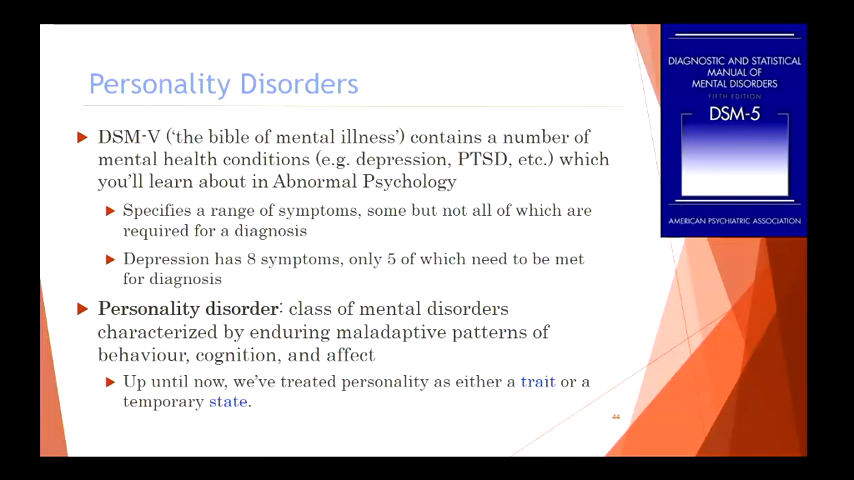 Personality Disorders
DSM-V (‘the bible of mental illness’) contains a number of
mental health conditions (e.g. depression, PTSD, etc.) which
you’ll learn about in Abnormal Psychology
Specifies a range of symptoms, some but not all of which are
required for a diagnosis
Depression has 8 symptoms, only 5 of which need to be met
for diagnosis
Personality disorder: class of mental disorders
characterized by enduring maladaptive patterns of
behaviour, cognition, and affect
Up until now, we’ve treated personality as either a trait or a
temporary state.
44
DIAGNOSTIC AND STATISTICAL
MANUAL OF
MENTAL DISORDERS
FIFTH EDITION
DSM-5
AMERICAN PSYCHIATRIC ASSOCIATION